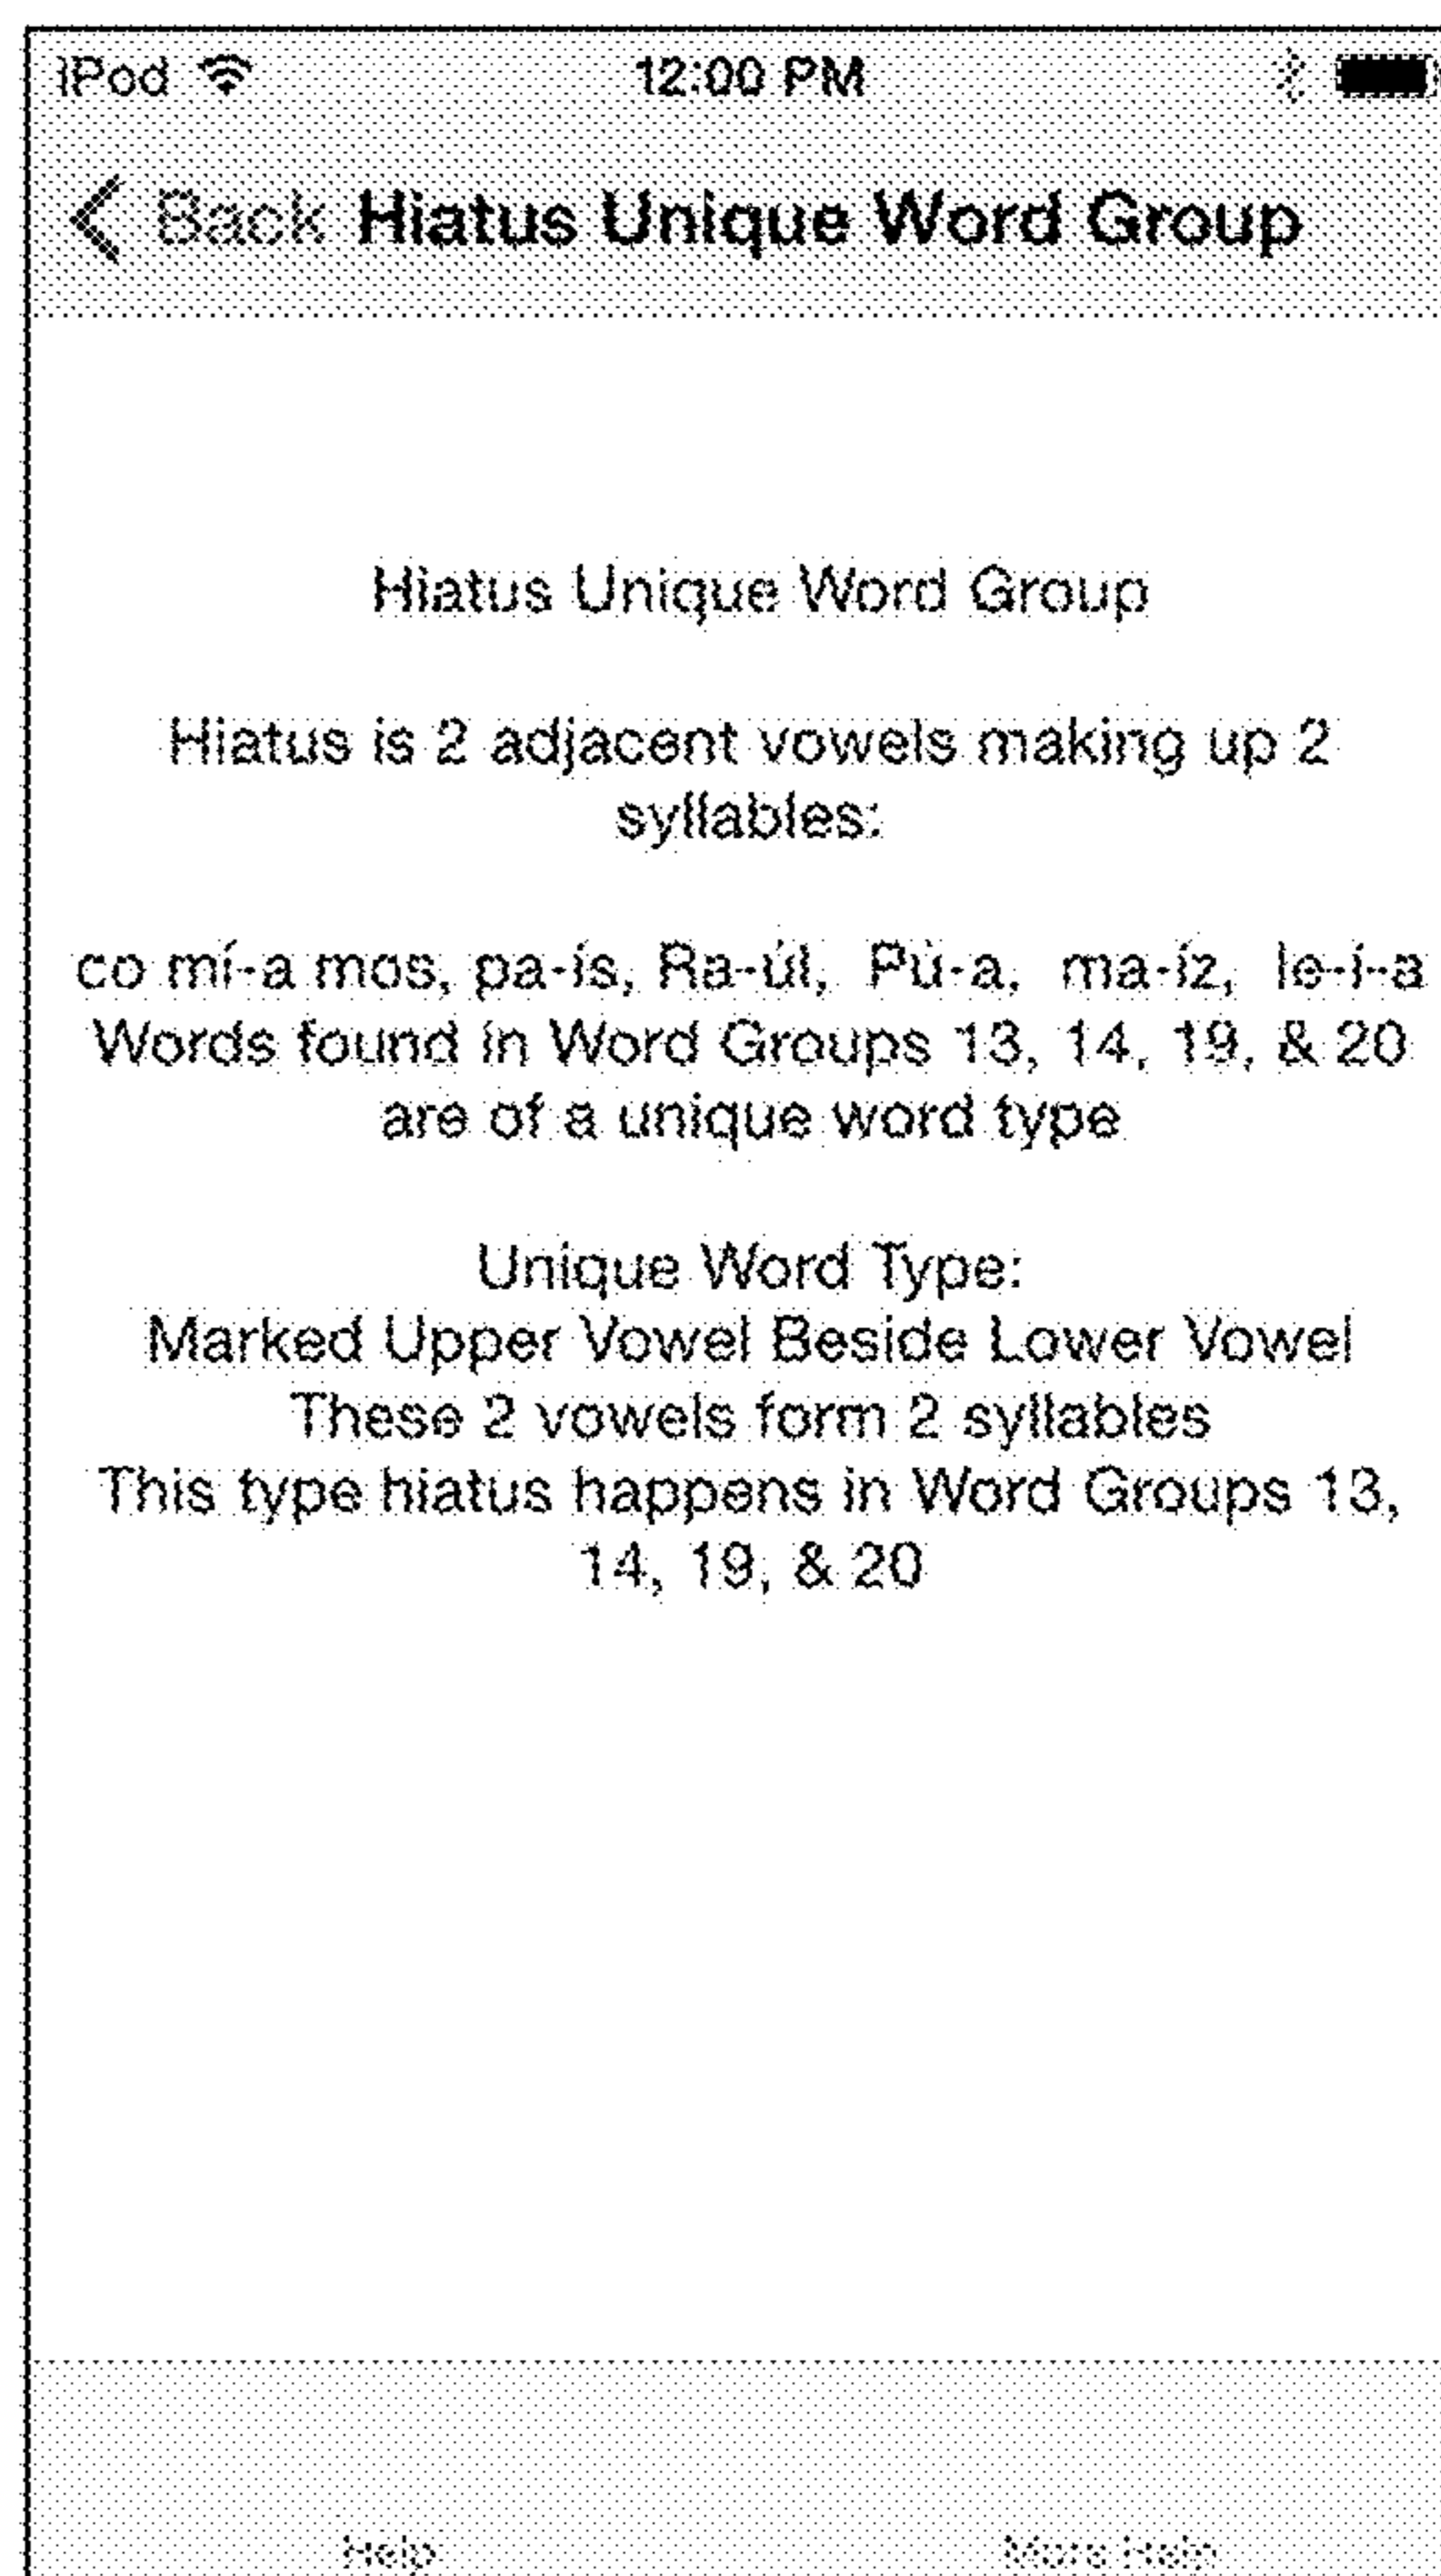 iPod 12:00 PM
Back Hiatus Unique Word Group
Hiatus Unique Word Group
Hiatus is 2 adjacent vowels making up 2
syllables:
co mí-a mos, pa-ís, Ra-úl, Pú-a, ma-íz, le-í-a
Words found in Word Groups 13, 14, 19, & 20
are of a unique word type
Unique Word Type:
Marked Upper Vowel Beside Lower Vowel
These 2 vowels form 2 syllables
This type hiatus happens in Word Groups 13,
14, 19, & 20
Help More Help